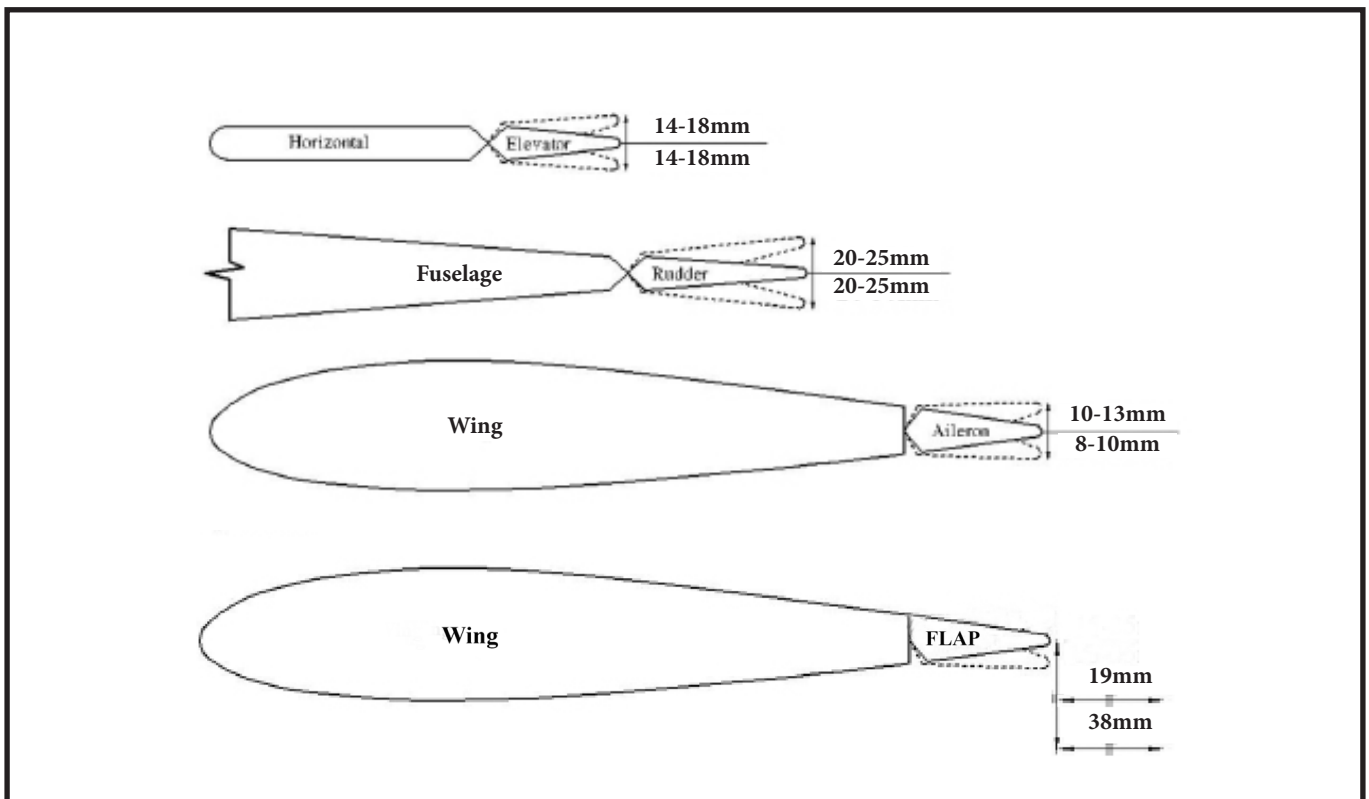 Horizontal
Elevator
14-18mm
14-18mm
Fuselage
Rudder
20-25mm
20-25mm
Wing
Aileron
10-13mm
8-10mm
Wing
FLAP
19mm
38mm